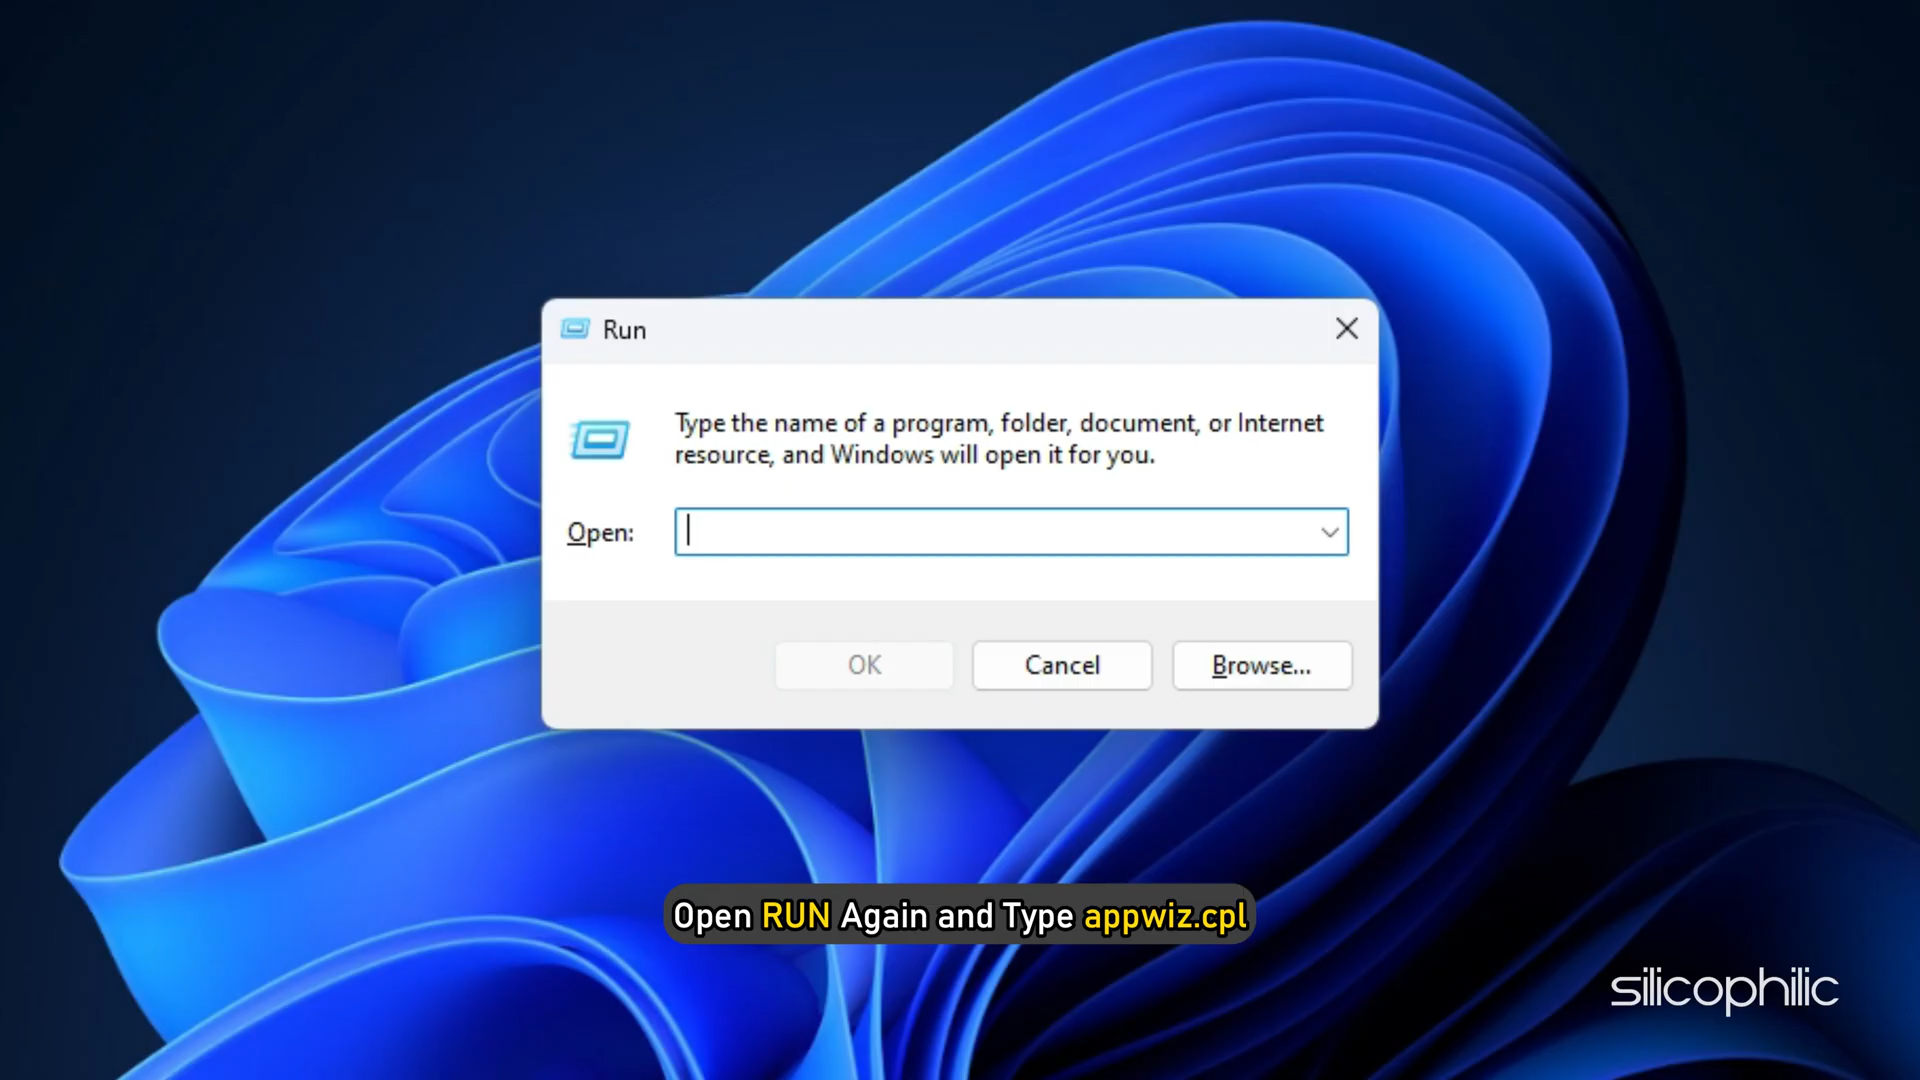 Run
Type the name of a program, folder, document, or Internet
resource, and Windows will open it for you.
Open:
OK
Cancel
Browse...
Open RUN Again and Type appwiz.cpl
silicophilic